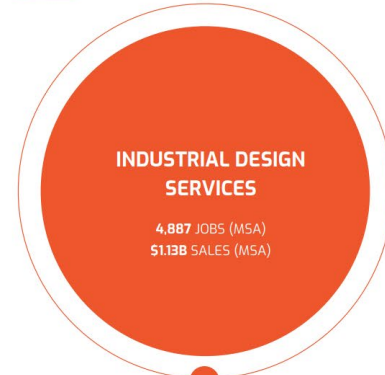 INDUSTRIAL DESIGN
SERVICES
4,887 JOBS (MSA)
$1.13B SALES (MSA)